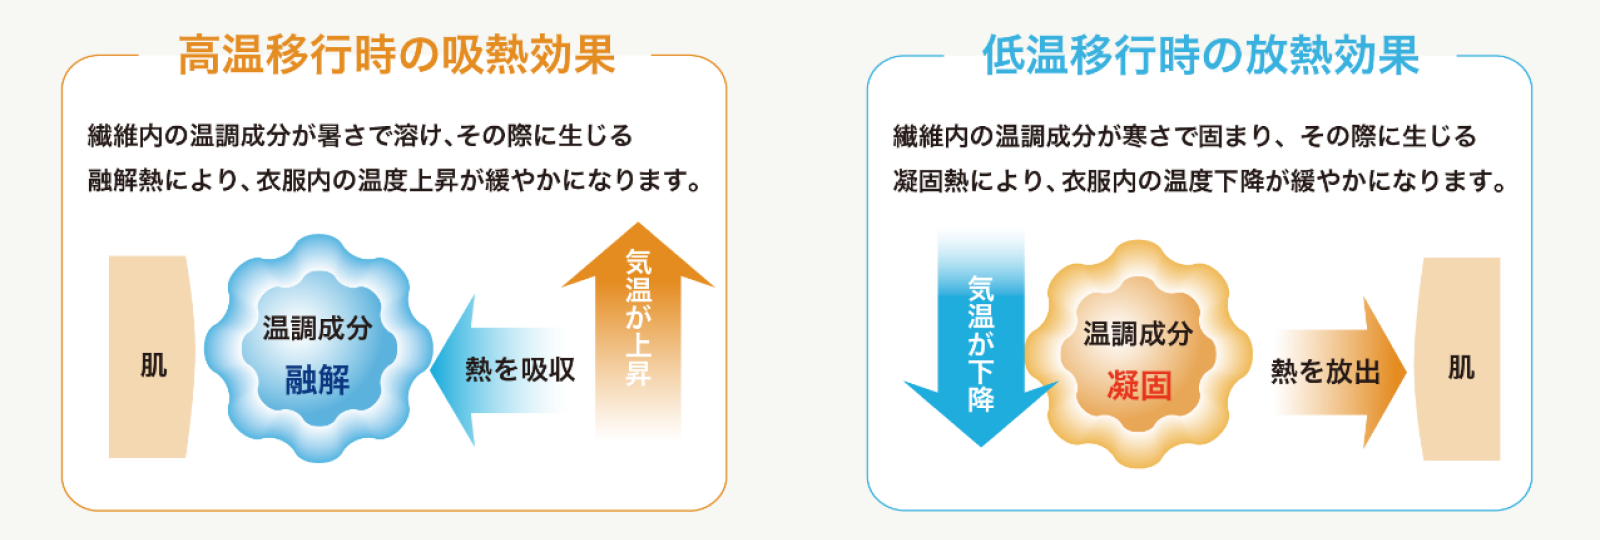 高温移行時の吸熱効果
繊維内の温調成分が暑さで溶け、その際に生じる
融解熱により、衣服内の温度上昇が緩やかになります。
肌
温調成分
融解
熱を吸収
気温が上昇
低温移行時の放熱効果
繊維内の温調成分が寒さで固まり、その際に生じる
凝固熱により、衣服内の温度下降が緩やかになります。
気温が下降
温調成分
凝固
熱を放出
肌